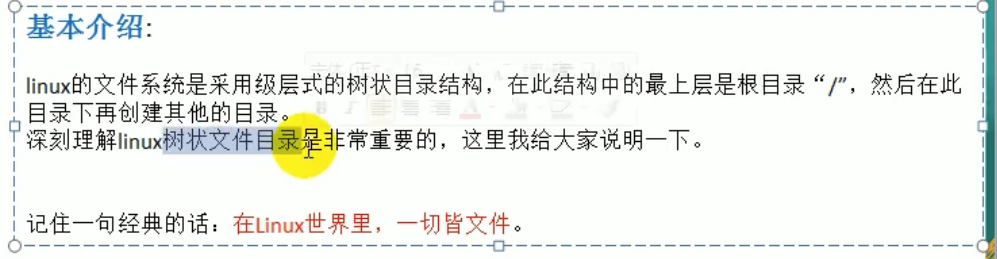 基本介绍:
linux的文件系统是采用级层式的树状目录结构，在此结构中的最上层是根目录“/”，然后在此
目录下再创建其他的目录。
深刻理解linux树状文件目录是非常重要的，这里我给大家说明一下。
记住一句经典的话：在Linux世界里，一切皆文件。